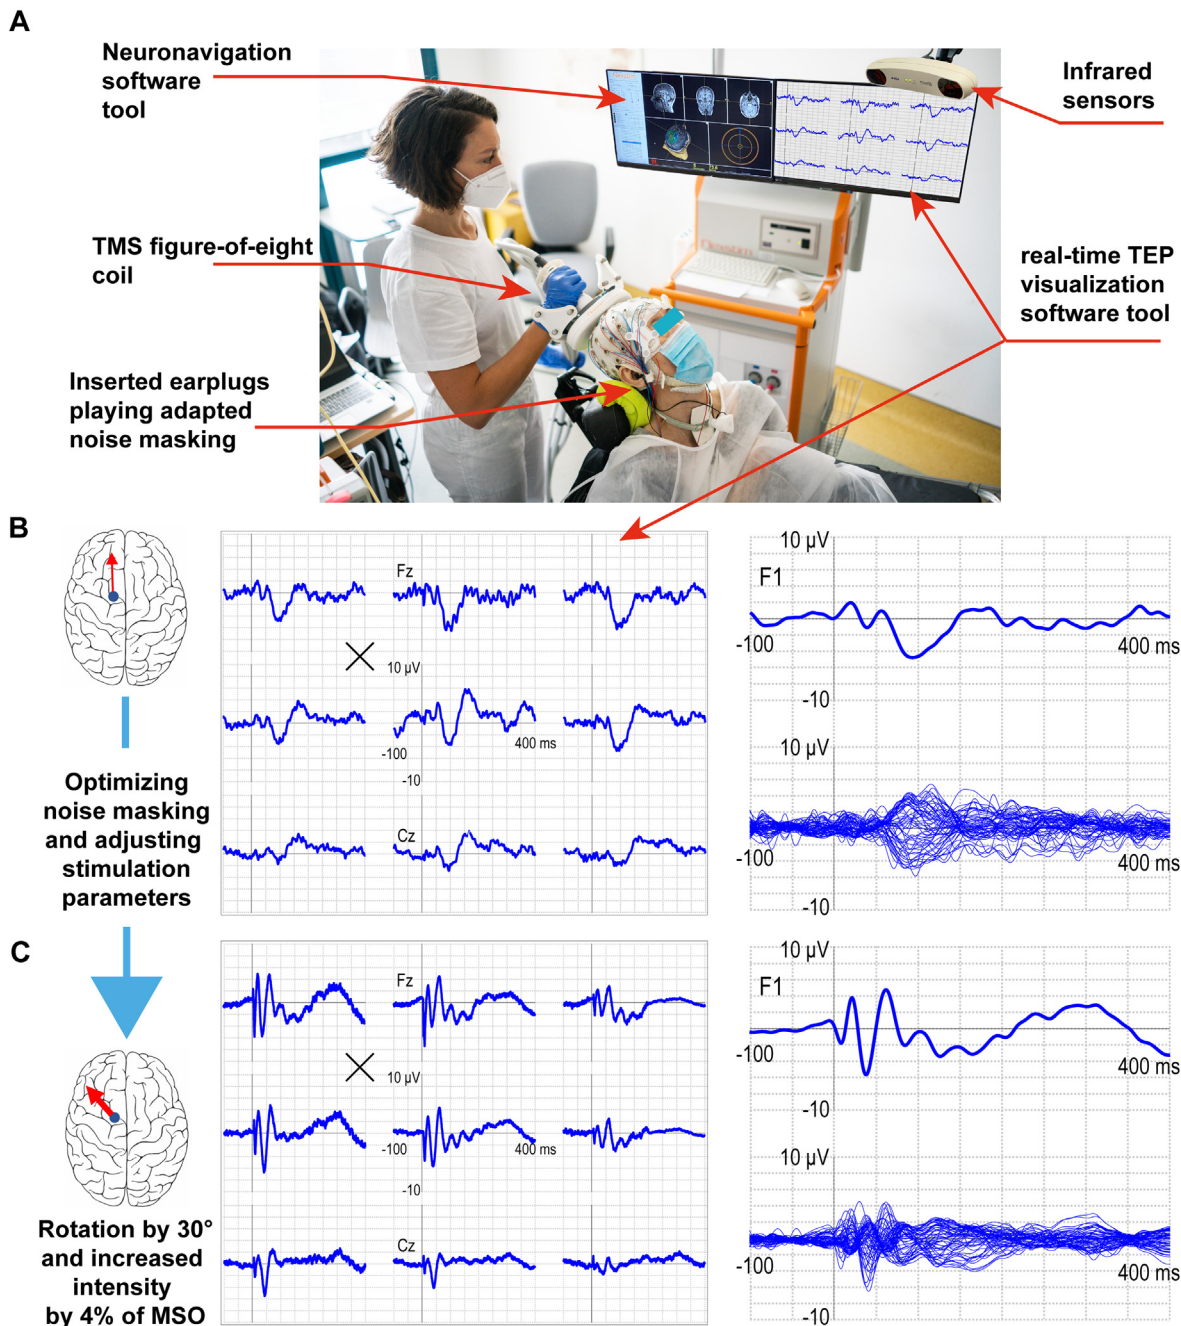 A
Neuronavigation
software
tool
Infrared
sensors
TMS figure-of-eight
coil
real-time TEP
visualization
software tool
Inserted earplugs
playing adapted
noise masking
B
Fz
10 µV
-100
400 ms
-10
Cz
10 µV
F1
-100
400 ms
-10
10 µV
-100
400 ms
-10
Optimizing
noise masking
and adjusting
stimulation
parameters
C
Fz
10 µV
-100
400 ms
-10
Cz
10 µV
F1
-100
400 ms
-10
10 µV
-100
400 ms
-10
Rotation by 30°
and increased
intensity
by 4% of MSO